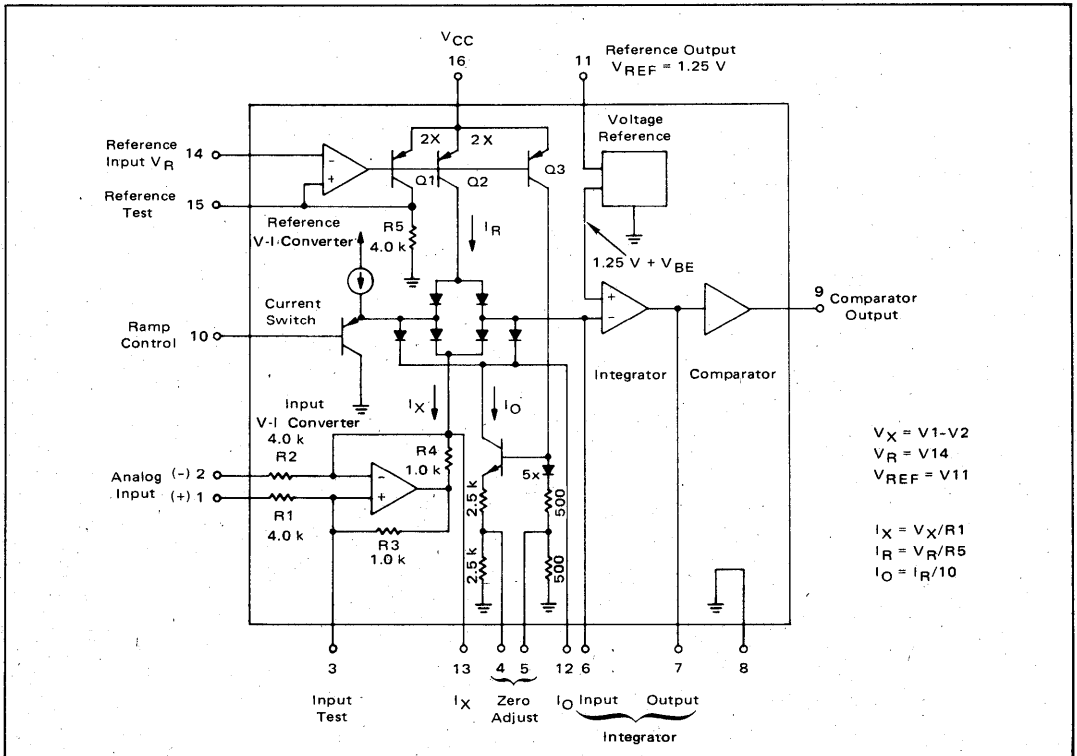 VCC
16
11
Reference Output
VREF = 1.25 V
Voltage
Reference
2X
2X
Reference
Input VR
14
-
+
Q1
Q2
Q3
Reference
Test
15
Reference
V-I Converter
R5
4.0 k
IR
1.25 V + VBE
Current
Switch
Ramp
Control
10
+
-
9
Comparator
Output
Integrator
Comparator
Input
V-I Converter
IX
IO
4.0 k
R2
R4
1.0 k
Analog
Input
(-) 2
(+) 1
-
+
R1
4.0 k
R3
1.0 k
5x
2.5 k
500
2.5 k
500
VX = V1-V2
VR = V14
VREF = V11
IX = VX/R1
IR = VR/R5
IO = IR/10
3
13
4
5
12
6
7
8
Input
Test
IX
Zero
Adjust
IO
Input
Output
Integrator